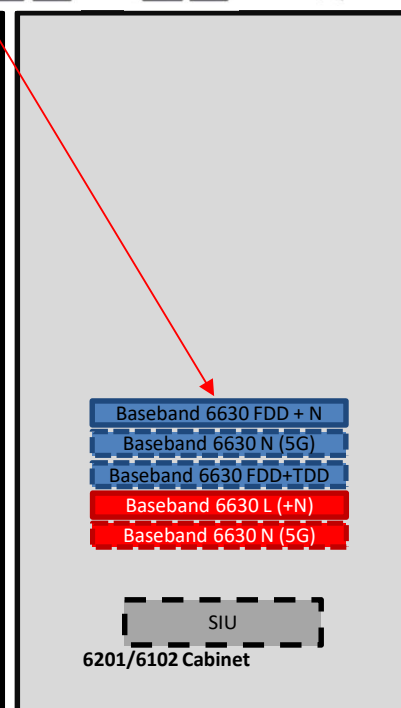 Baseband 6630 FDD + N
Baseband 6630 N (5G)
Baseband 6630 FDD+TDD
Baseband 6630 L (+N)
Baseband 6630 N (5G)
SIU
6201/6102 Cabinet